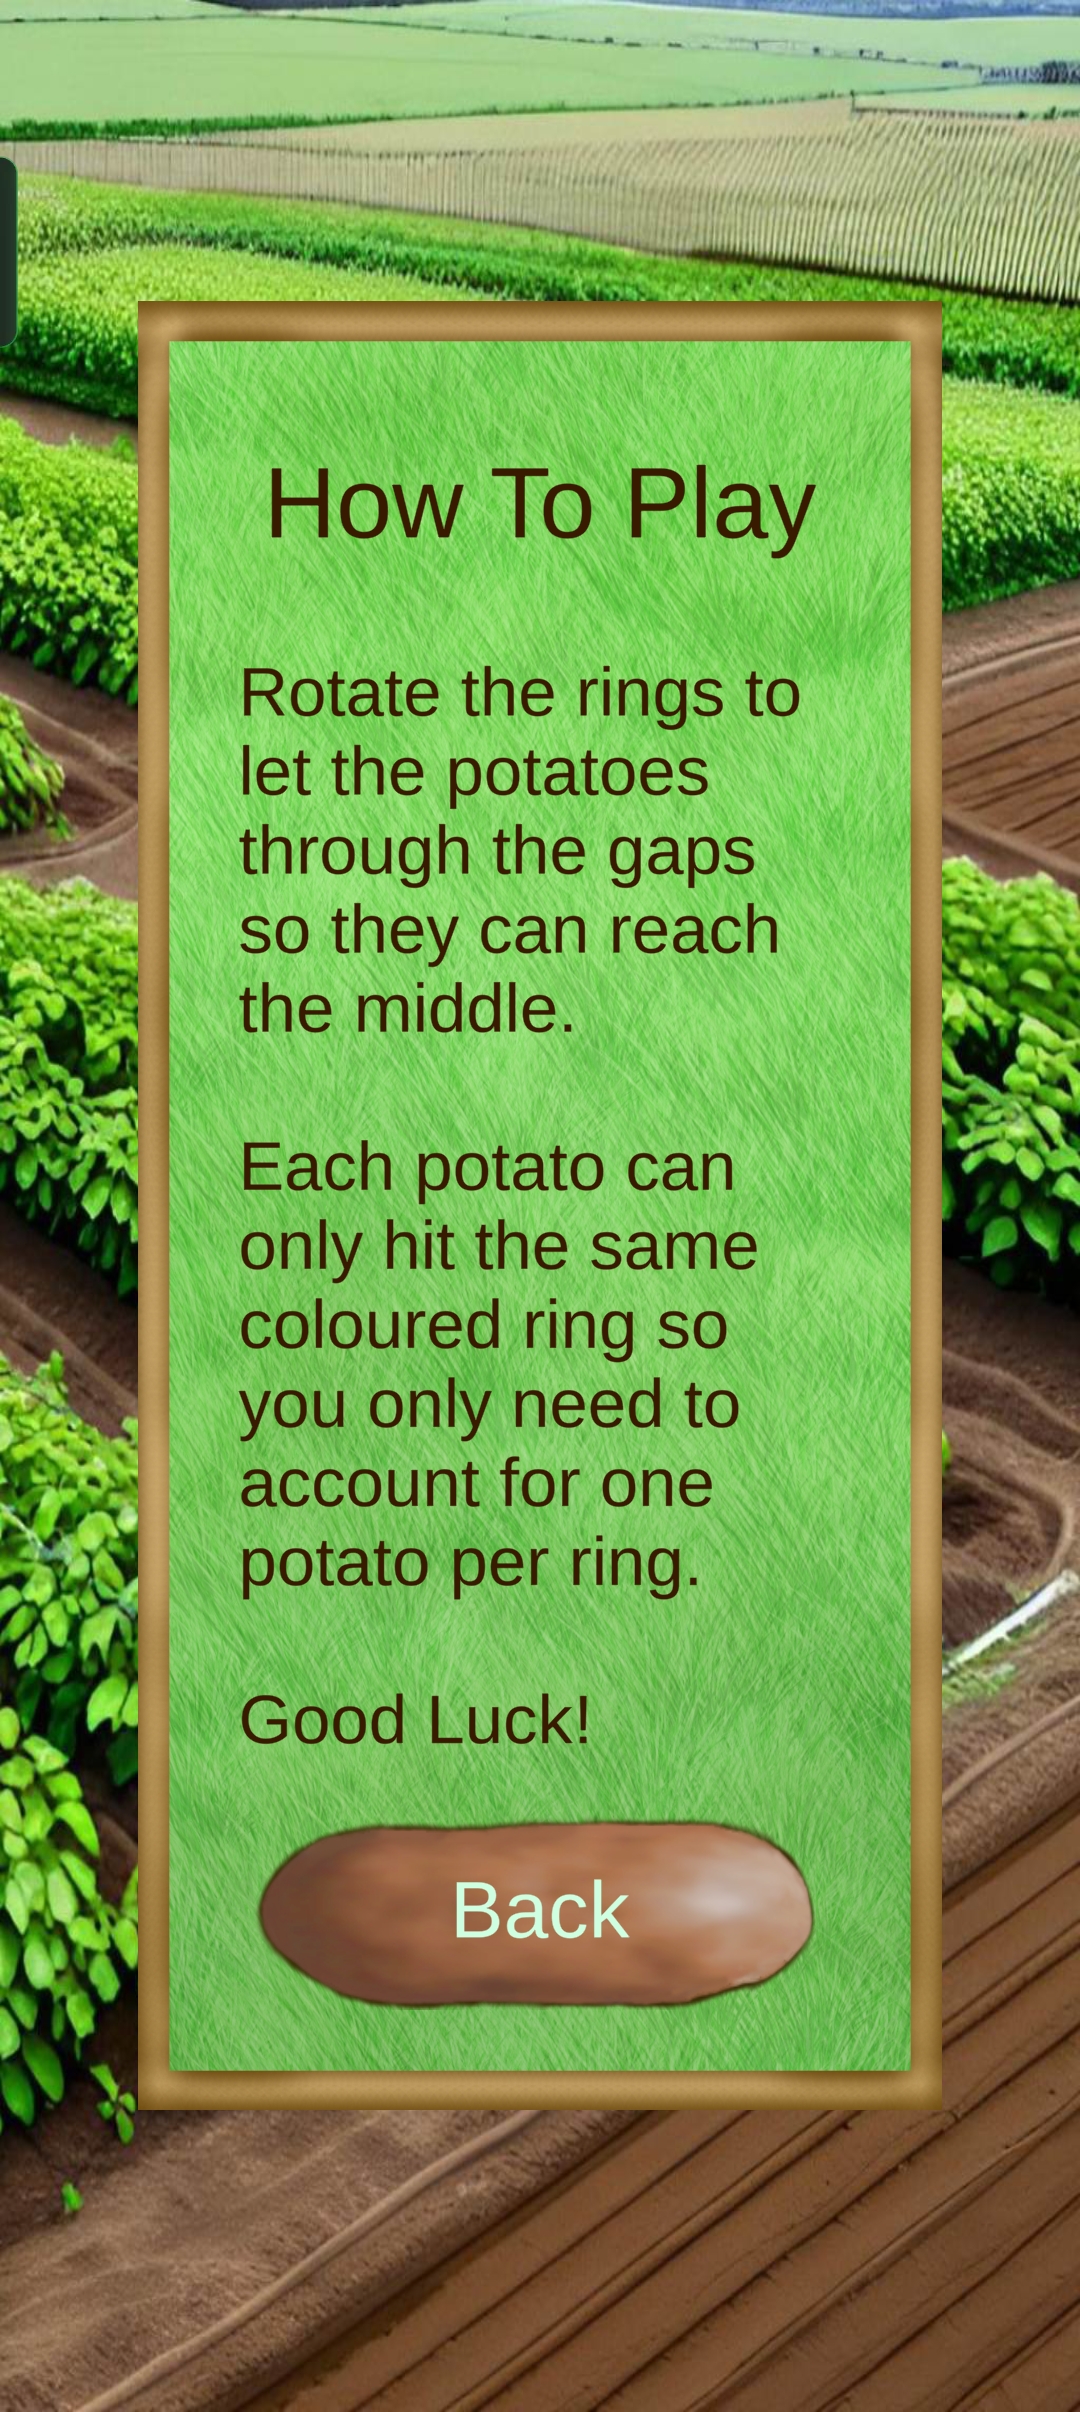 How To Play
Rotate the rings to
let the potatoes
through the gaps
so they can reach
the middle.
Each potato can
only hit the same
coloured ring so
you only need to
account for one
potato per ring.
Good Luck!
Back